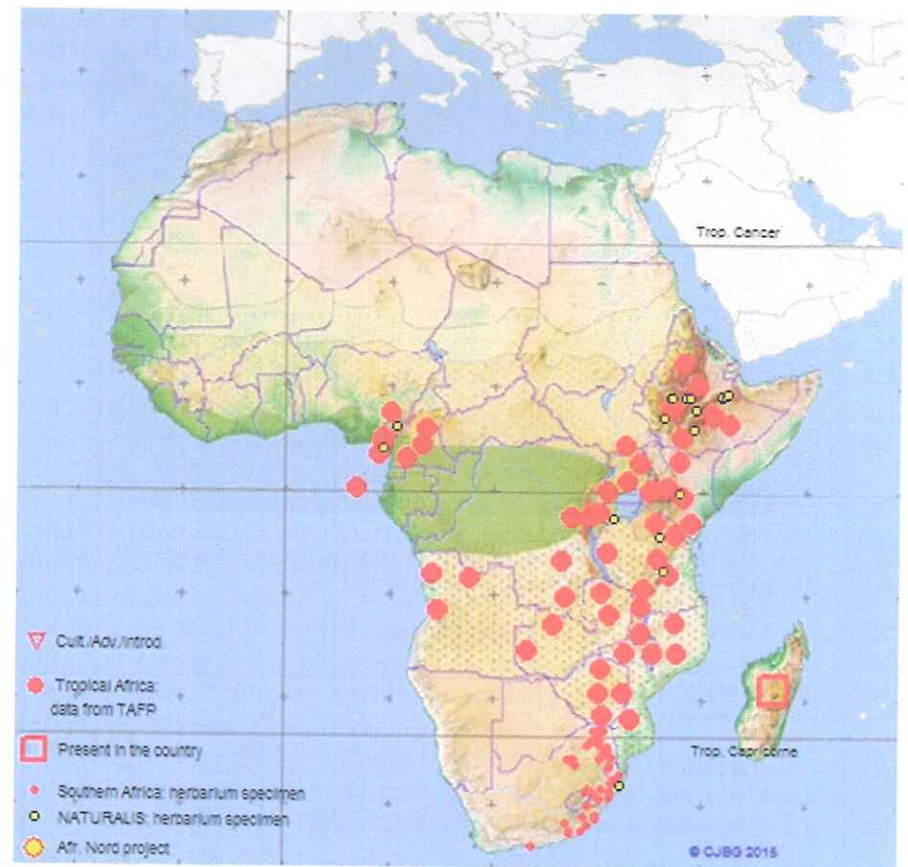 Trop. Cancer
Cult./Adv./Introd.
Tropical Africa:
data from TAFP
Present in the country
Trop. Capricorne
Southern Africa: herbarium specimen
NATURALIS: herbarium specimen
Afr. Nord project
© CJBG 2015